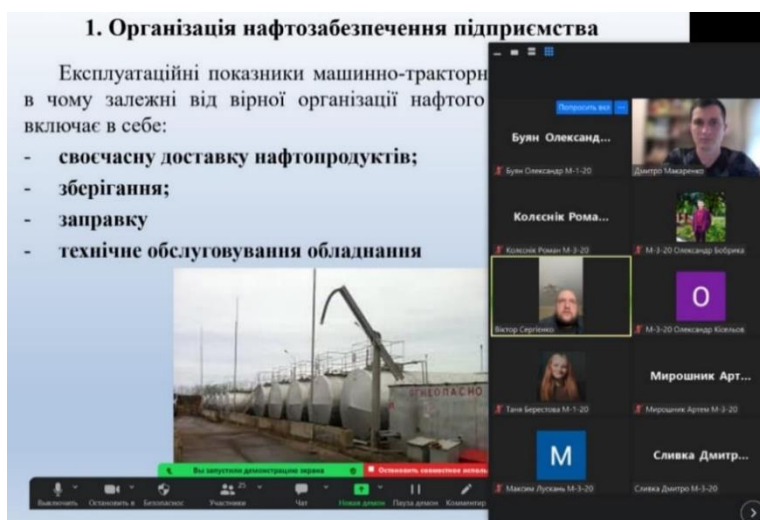 1. Організація нафтозабезпечення підприємства
Експлуатаційні показники машинно-тракторн
в чому залежні від вірної організації нафтого
включає в себе:
- своєчасну доставку нафтопродуктів;
- зберігання;
- заправку
- технічне обслуговування обладнання
ОГНЕОПАСНО
Попросить вкл
Буян Олександ...
Буян Олександр М-1-20
Дмитро Макаренко
Колєснік Рома...
Колєснік Роман М-3-20
М-3-20 Олександр Бобрика
Віктор Сергієнко
О
М-3-20 Олександр Кісельов
Таня Берестова М-1-20
Мирошник Арт...
Мирошник Артем М-3-20
М
Максим Лускань М-3-20
Сливка Дмитр...
Сливка Дмитро М-3-20
Вы запустили демонстрацию экрана
Остановить совместное исполь
Выключить
Остановить в
Безопаснос
Участники
25
Чат
Новая демон
Пауза демон
Комментир